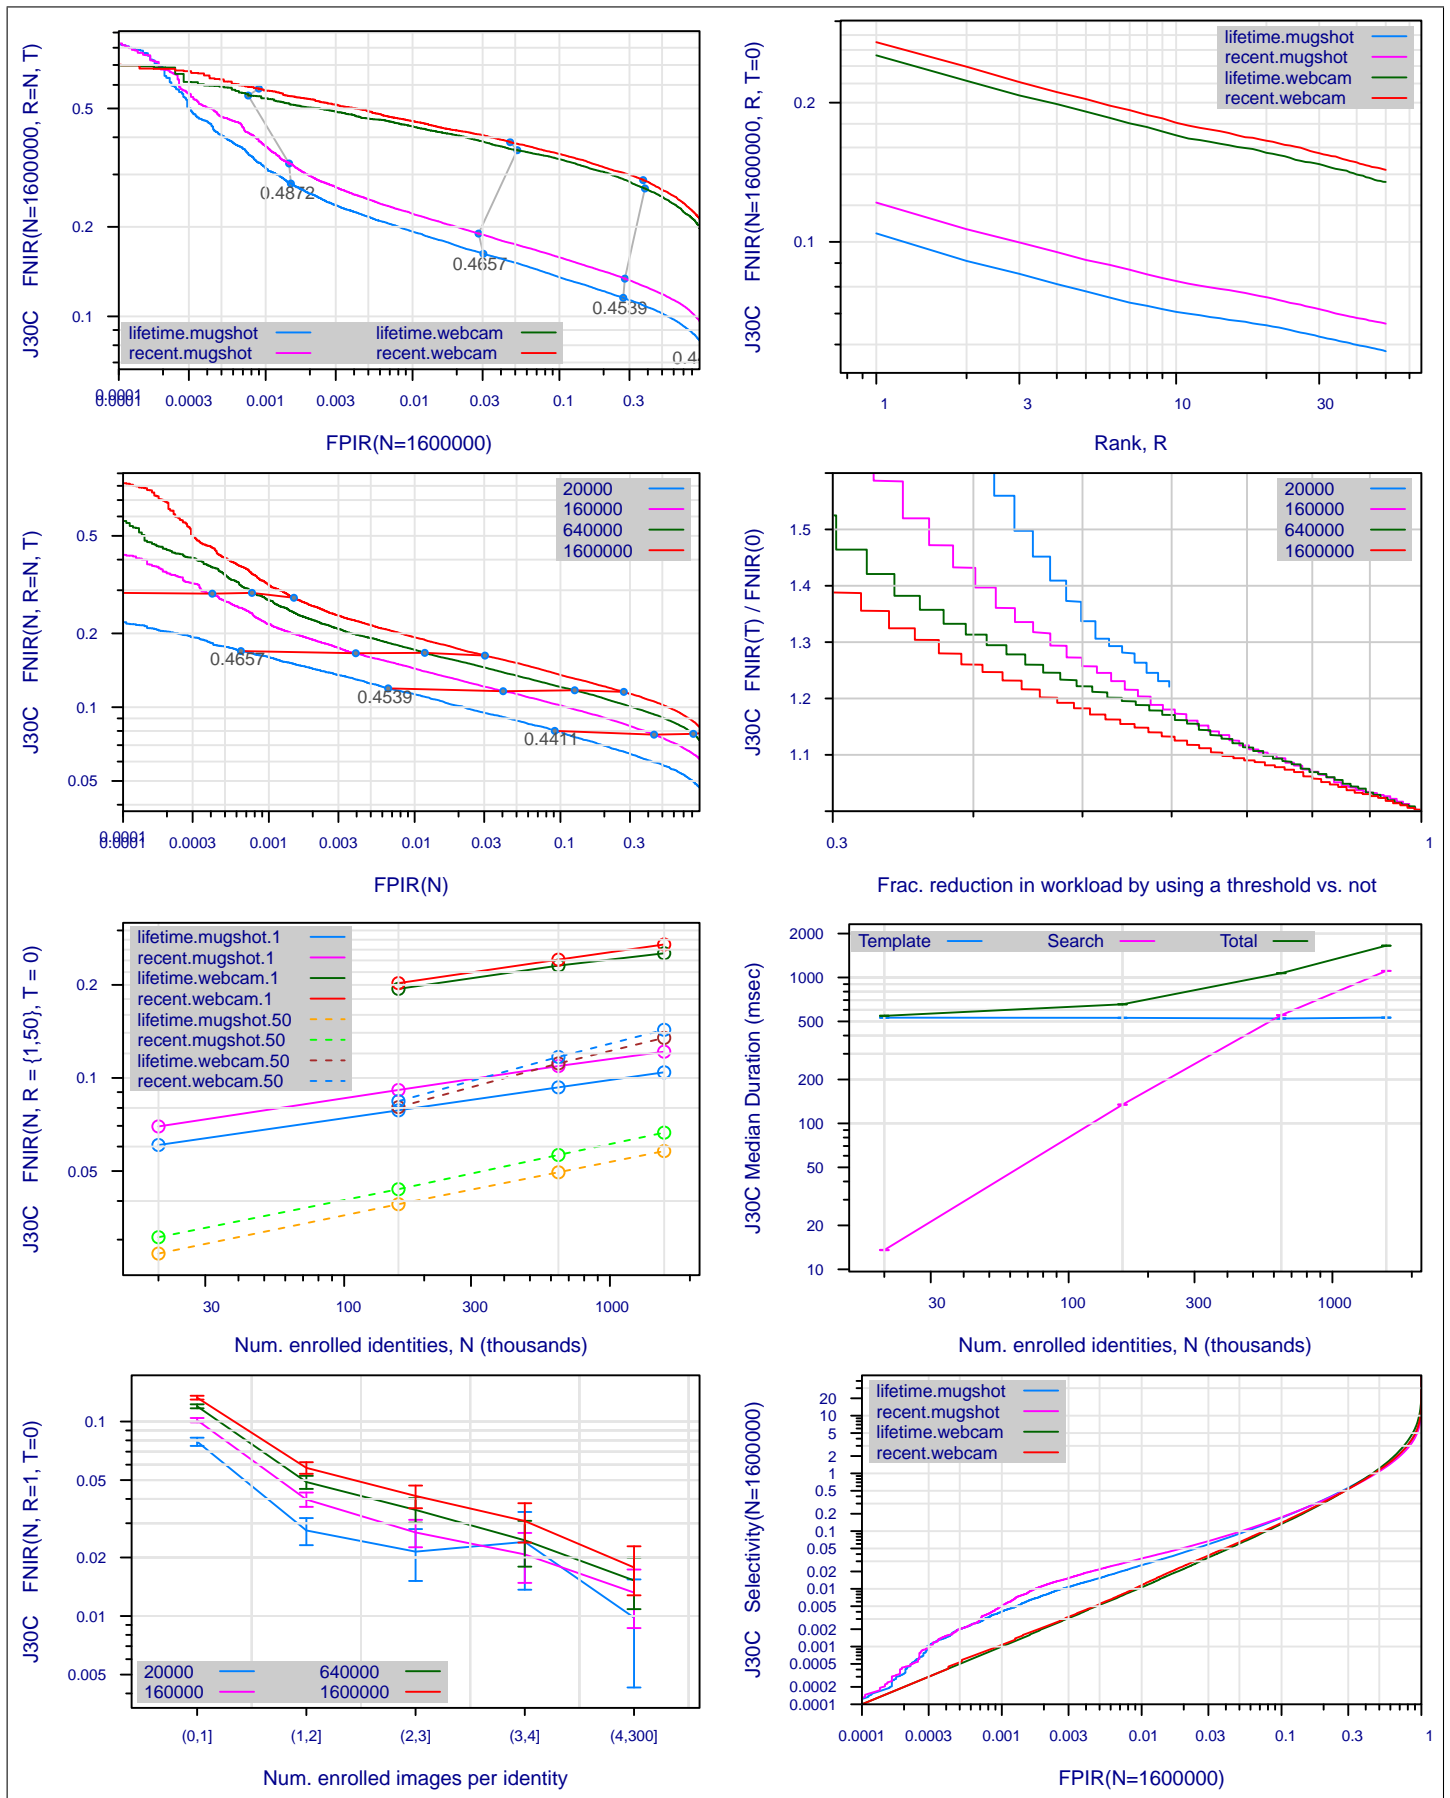 J30C FNIR(N=1600000, R=N, T)
0.5
0.2
0.1
0.4872
0.4657
0.4539
lifetime.mugshot
recent.mugshot
lifetime.webcam
recent.webcam
0.0001 0.0003 0.001 0.003 0.01 0.03 0.1 0.3
FPIR(N=1600000)
J30C FNIR(N=1600000, R, T=0)
0.2
0.1
lifetime.mugshot
recent.mugshot
lifetime.webcam
recent.webcam
1 3 10 30
Rank, R
J30C FNIR(N, R=N, T)
0.5
0.2
0.1
0.05
20000
160000
640000
1600000
0.4657
0.4539
0.4411
0.0001 0.0003 0.001 0.003 0.01 0.03 0.1 0.3
FPIR(N)
J30C FNIR(T) / FNIR(0)
1.5
1.4
1.3
1.2
1.1
20000
160000
640000
1600000
0.3 1
Frac. reduction in workload by using a threshold vs. not
J30C FNIR(N, R = {1,50}, T = 0)
0.2
0.1
0.05
lifetime.mugshot.1
recent.mugshot.1
lifetime.webcam.1
recent.webcam.1
lifetime.mugshot.50
recent.mugshot.50
lifetime.webcam.50
recent.webcam.50
30 100 300 1000
Num. enrolled identities, N (thousands)
J30C Median Duration (msec)
2000
1000
500
200
100
50
20
10
Template Search Total
30 100 300 1000
Num. enrolled identities, N (thousands)
J30C FNIR(N, R=1, T=0)
0.1
0.05
0.02
0.01
0.005
20000
160000
640000
1600000
(0,1] (1,2] (2,3] (3,4] (4,300]
Num. enrolled images per identity
J30C Selectivity(N=1600000)
20
10
5
2
1
0.5
0.2
0.1
0.05
0.02
0.01
0.005
0.002
0.001
0.0005
0.0002
0.0001
lifetime.mugshot
recent.mugshot
lifetime.webcam
recent.webcam
0.0001 0.0003 0.001 0.003 0.01 0.03 0.1 0.3 1
FPIR(N=1600000)